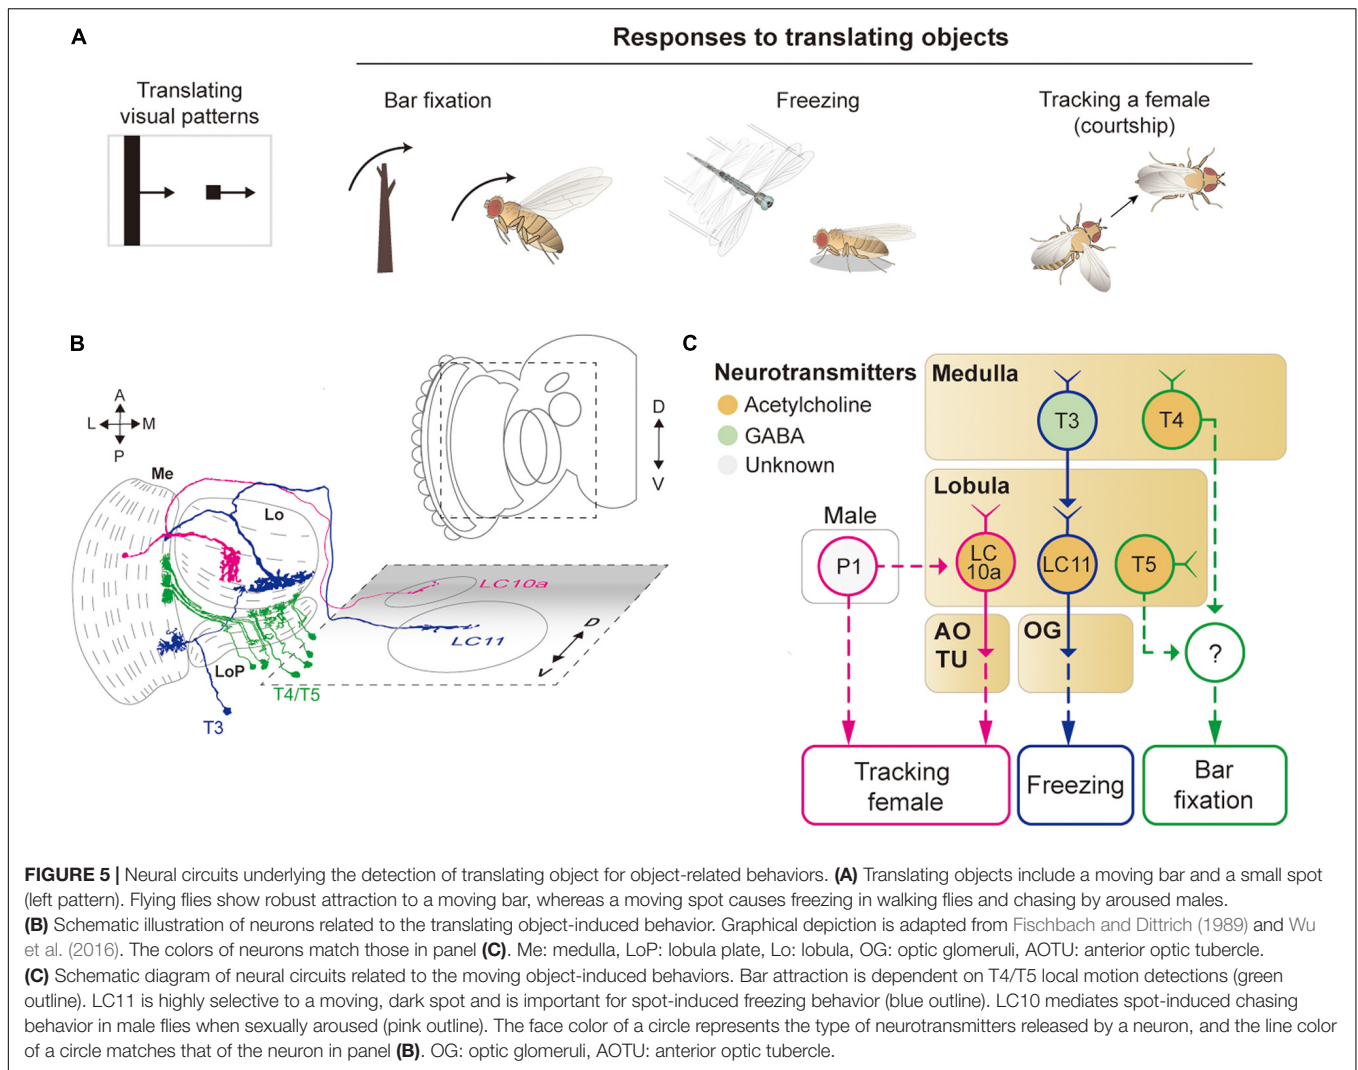 A
Responses to translating objects
Translating
visual patterns
Bar fixation
Freezing
Tracking a female
(courtship)
B
A
L
M
P
Me
Lo
LoP
T4/T5
T3
D
V
LC10a
LC11
D
V
C
Neurotransmitters
Acetylcholine
GABA
Unknown
Medulla
T3
T4
Lobula
Male
P1
LC
10a
LC11
T5
AO
TU
OG
?
Tracking
female
Freezing
Bar
fixation
FIGURE 5 | Neural circuits underlying the detection of translating object for object-related behaviors. (A) Translating objects include a moving bar and a small spot
(left pattern). Flying flies show robust attraction to a moving bar, whereas a moving spot causes freezing in walking flies and chasing by aroused males.
(B) Schematic illustration of neurons related to the translating object-induced behavior. Graphical depiction is adapted from Fischbach and Dittrich (1989) and Wu
et al. (2016). The colors of neurons match those in panel (C). Me: medulla, LoP: lobula plate, Lo: lobula, OG: optic glomeruli, AOTU: anterior optic tubercle.
(C) Schematic diagram of neural circuits related to the moving object-induced behaviors. Bar attraction is dependent on T4/T5 local motion detections (green
outline). LC11 is highly selective to a moving, dark spot and is important for spot-induced freezing behavior (blue outline). LC10 mediates spot-induced chasing
behavior in male flies when sexually aroused (pink outline). The face color of a circle represents the type of neurotransmitters released by a neuron, and the line color
of a circle matches that of the neuron in panel (B). OG: optic glomeruli, AOTU: anterior optic tubercle.